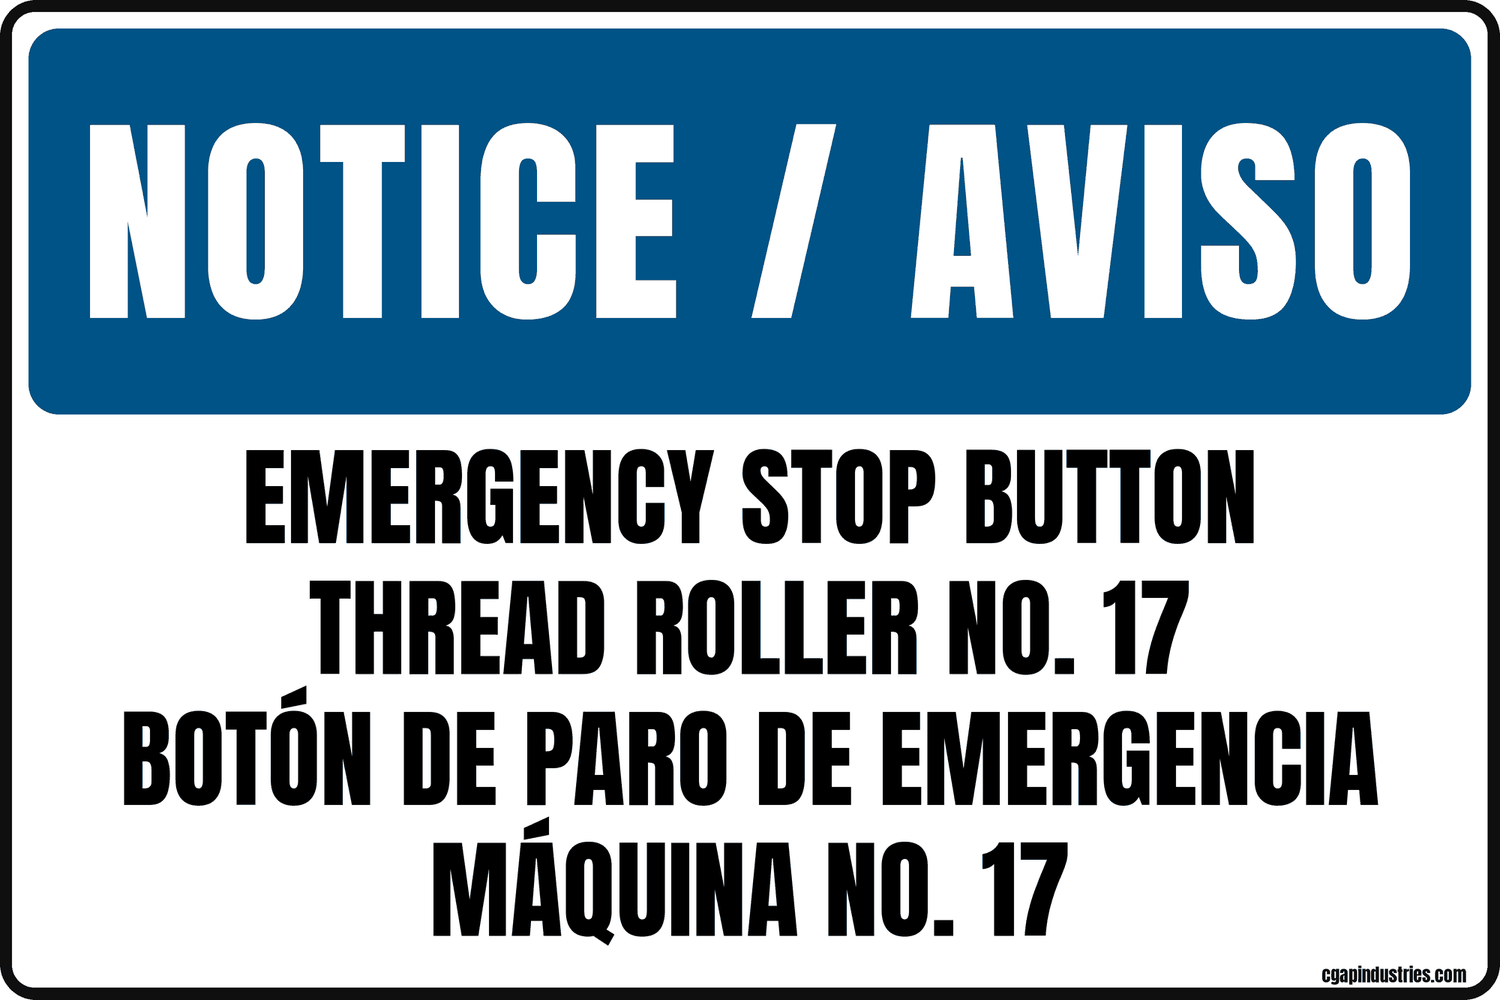 NOTICE / AVISO
EMERGENCY STOP BUTTON
THREAD ROLLER NO. 17
BOTÓN DE PARO DE EMERGENCIA
MÁQUINA NO. 17
cgapindustries.com